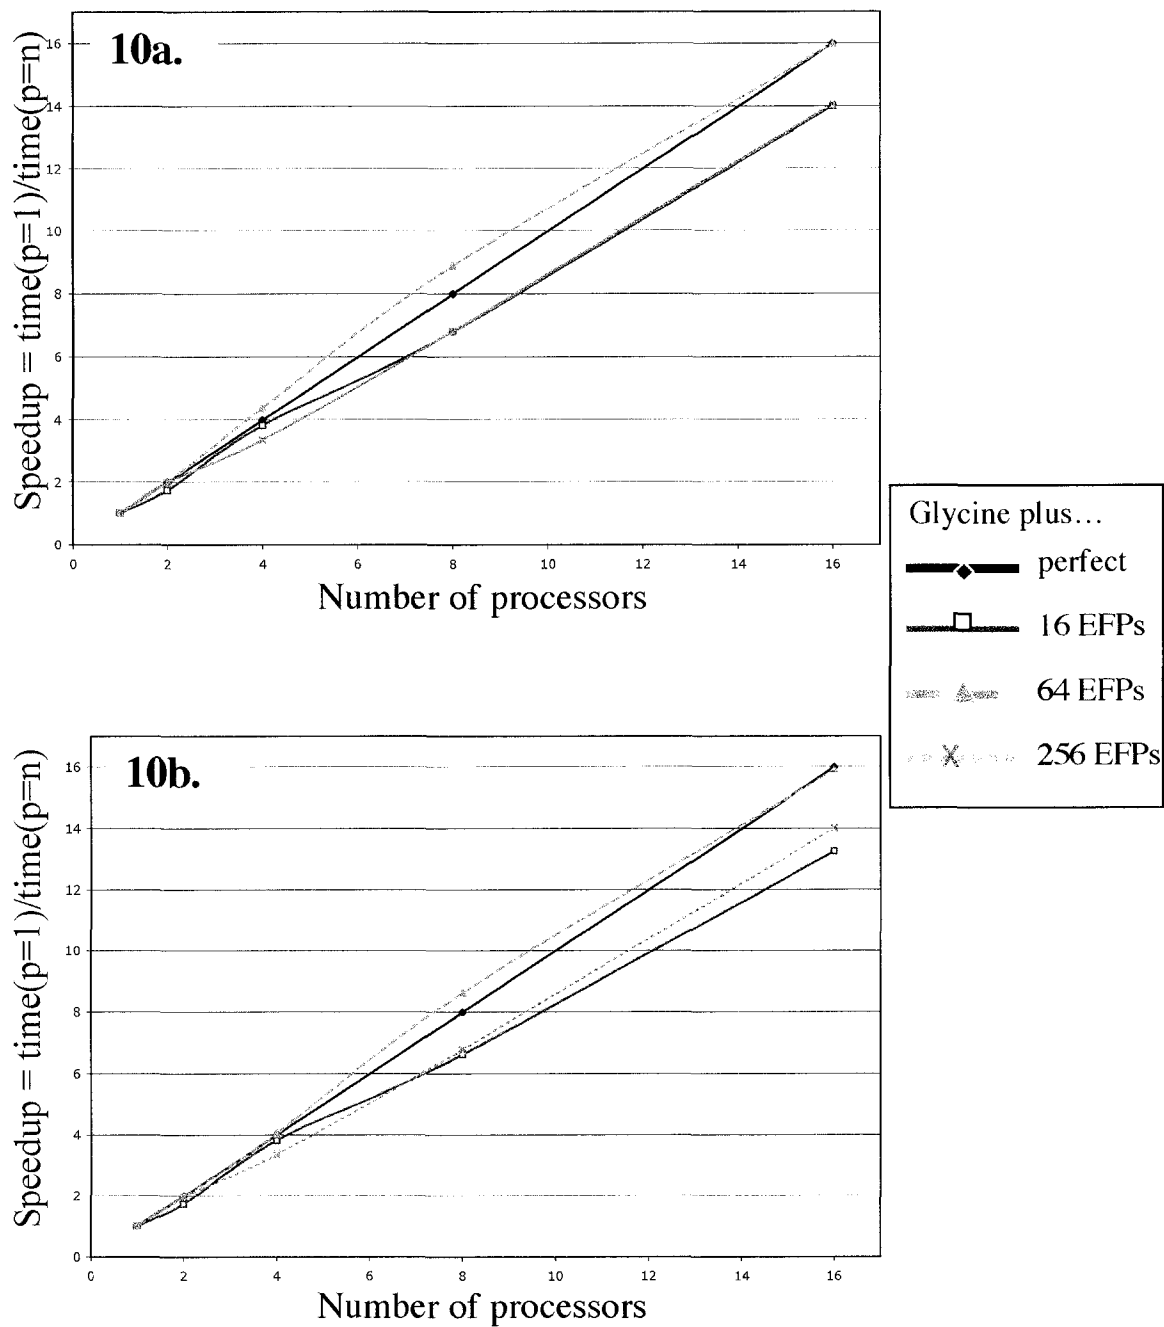 10a.
Speedup = time(p=1)/time(p=n)
16
14
12
10
8
6
4
2
0
0 2 4 6 8 10 12 14 16
Number of processors
Glycine plus...
perfect
16 EFPs
64 EFPs
256 EFPs
10b.
Speedup = time(p=1)/time(p=n)
16
14
12
10
8
6
4
2
0
0 2 4 6 8 10 12 14 16
Number of processors